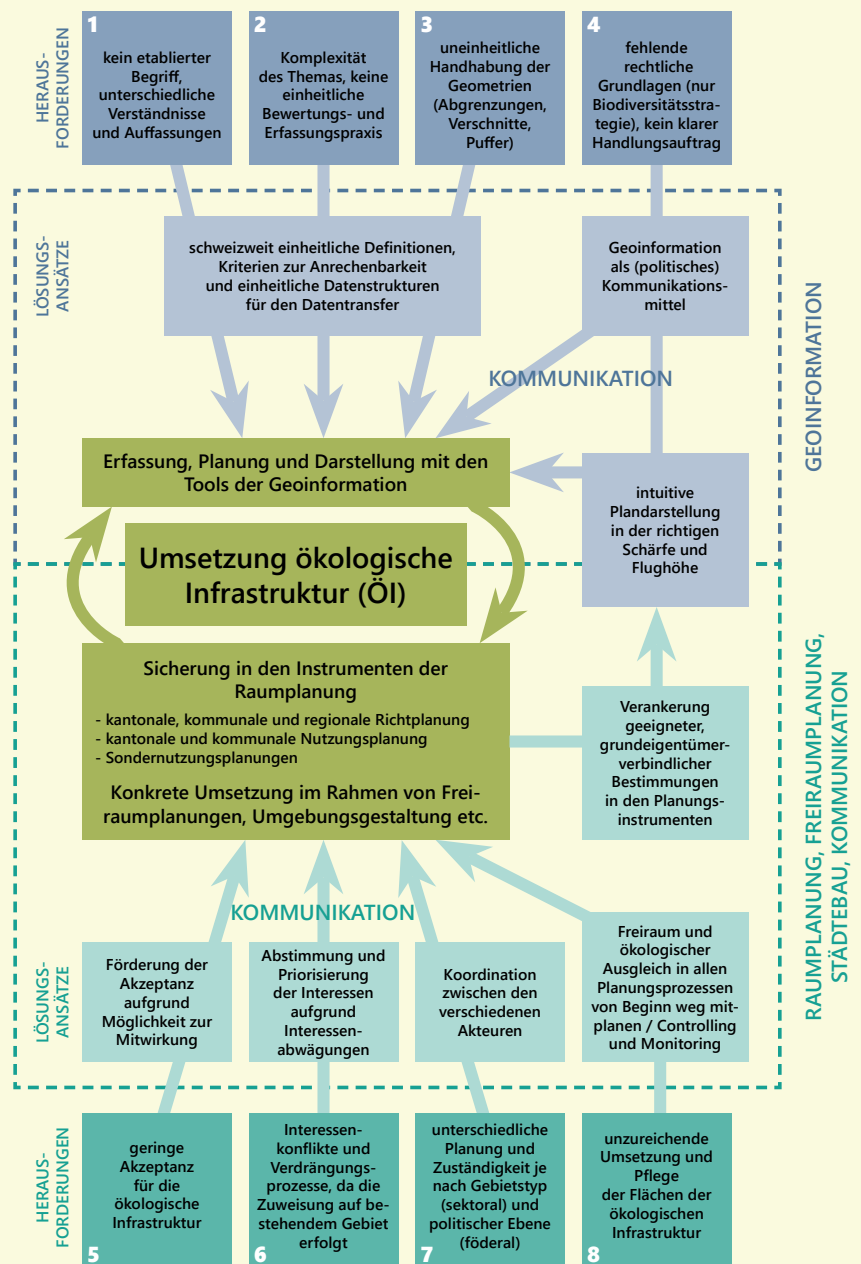 HERAUS-
FORDERUNGEN
1
kein etablierter
Begriff,
unterschiedliche
Verständnisse
und Auffassungen
2
Komplexität
des Themas, keine
einheitliche
Bewertungs- und
Erfassungspraxis
3
uneinheitliche
Handhabung der
Geometrien
(Abgrenzungen,
Verschnitte,
Puffer)
4
fehlende
rechtliche
Grundlagen (nur
Biodiversitätsstra-
tegie), kein klarer
Handlungsauftrag
LÖSUNGS-
ANSÄTZE
schweizweit einheitliche Definitionen,
Kriterien zur Anrechenbarkeit
und einheitliche Datenstrukturen
für den Datentransfer
Geoinformation
als (politisches)
Kommunikations-
mittel
KOMMUNIKATION
GEOINFORMATION
Erfassung, Planung und Darstellung mit den
Tools der Geoinformation
intuitive
Plandarstellung
in der richtigen
Schärfe und
Flughöhe
Umsetzung ökologische
Infrastruktur (ÖI)
Sicherung in den Instrumenten der
Raumplanung
- kantonale, kommunale und regionale Richtplanung
- kantonale und kommunale Nutzungsplanung
- Sondernutzungsplanungen
Konkrete Umsetzung im Rahmen von Frei-
raumplanungen, Umgebungsgestaltung etc.
Verankerung
geeigneter,
grundeigentümer-
verbindlicher
Bestimmungen
in den Planungs-
instrumenten
RAUMPLANUNG, FREIRAUMPLANUNG,
STÄDTEBAU, KOMMUNIKATION
KOMMUNIKATION
LÖSUNGS-
ANSÄTZE
Förderung der
Akzeptanz
aufgrund
Möglichkeit zur
Mitwirkung
Abstimmung und
Priorisierung
der Interessen
aufgrund
Interessen-
abwägungen
Koordination
zwischen den
verschiedenen
Akteuren
Freiraum und
ökologischer
Ausgleich in allen
Planungsprozessen
von Beginn weg mit-
planen / Controlling
und Monitoring
HERAUS-
FORDERUNGEN
geringe
Akzeptanz
für die
ökologische
Infrastruktur
5
Interessen-
konflikte und
Verdrängungs-
prozesse, da die
Zuweisung auf be-
stehendem Gebiet
erfolgt
6
unterschiedliche
Planung und
Zuständigkeit je
nach Gebietstyp
(sektoral) und
politischer Ebene
(föderal)
7
unzureichende
Umsetzung und
Pflege
der Flächen der
ökologischen
Infrastruktur
8